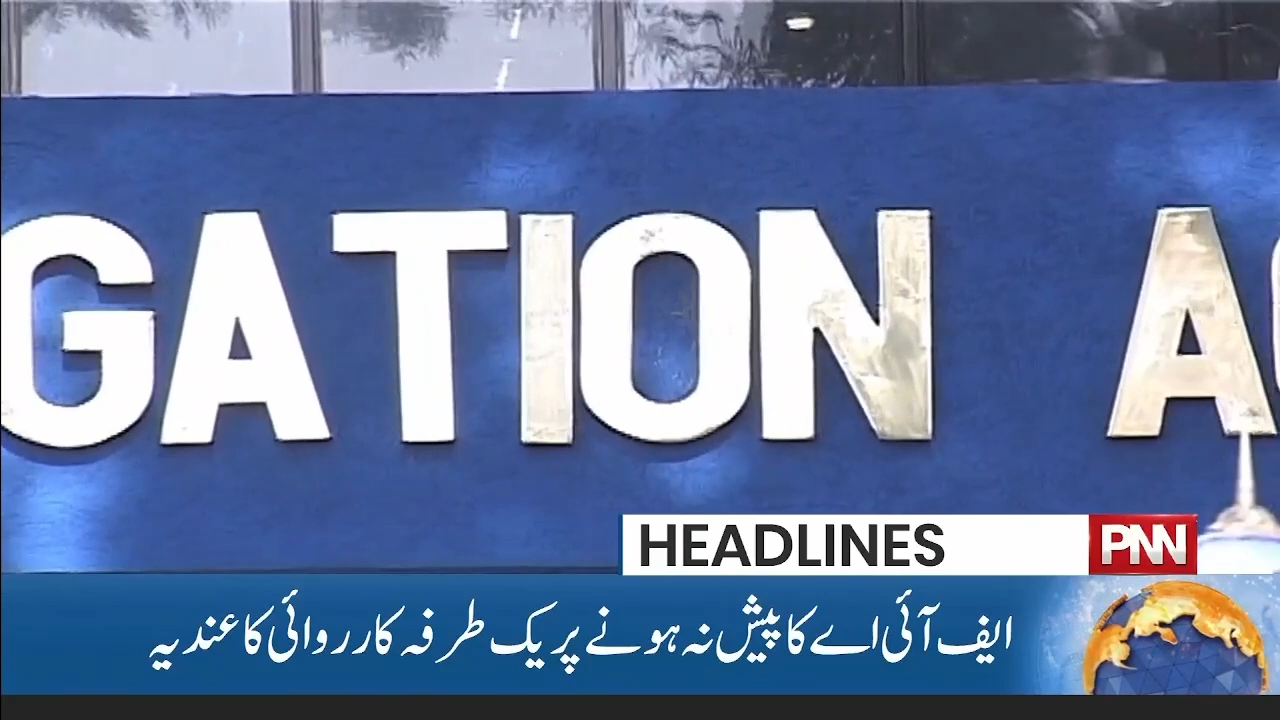 GATION A
HEADLINES
PNN
ایف آئی اے کا پیش نہ ہونے پر یک طرفہ کارروائی کا عندیہ